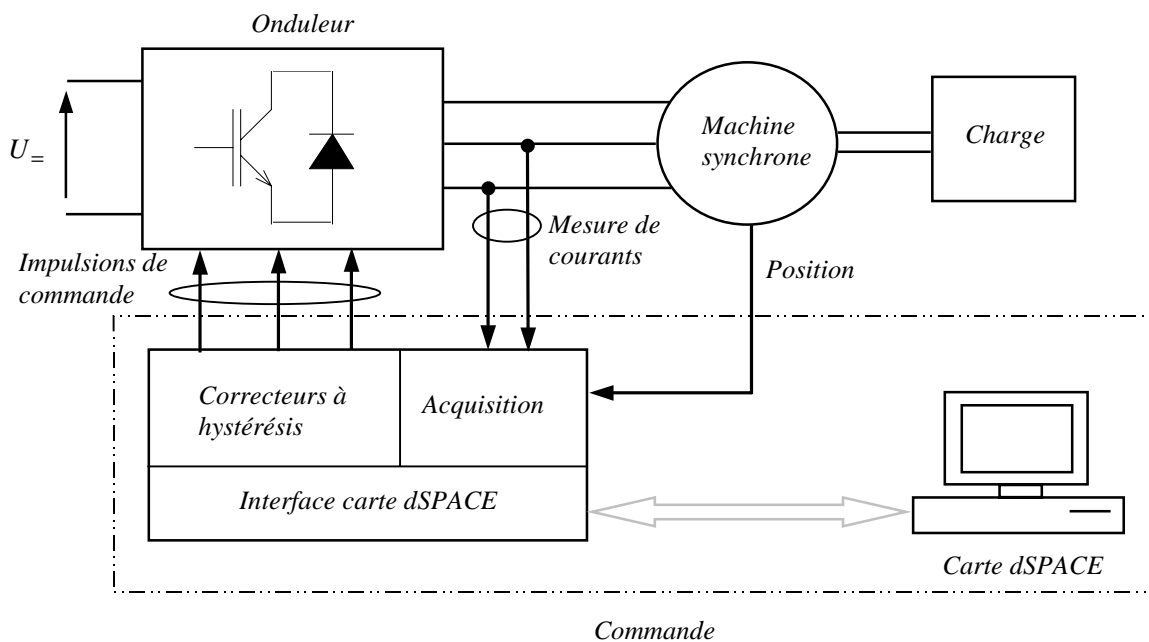 Onduleur
U=
Machine
synchrone
Charge
Mesure de
courants
Impulsions de
commande
Position
Correcteurs à
hystérésis
Acquisition
Interface carte dSPACE
Carte dSPACE
Commande